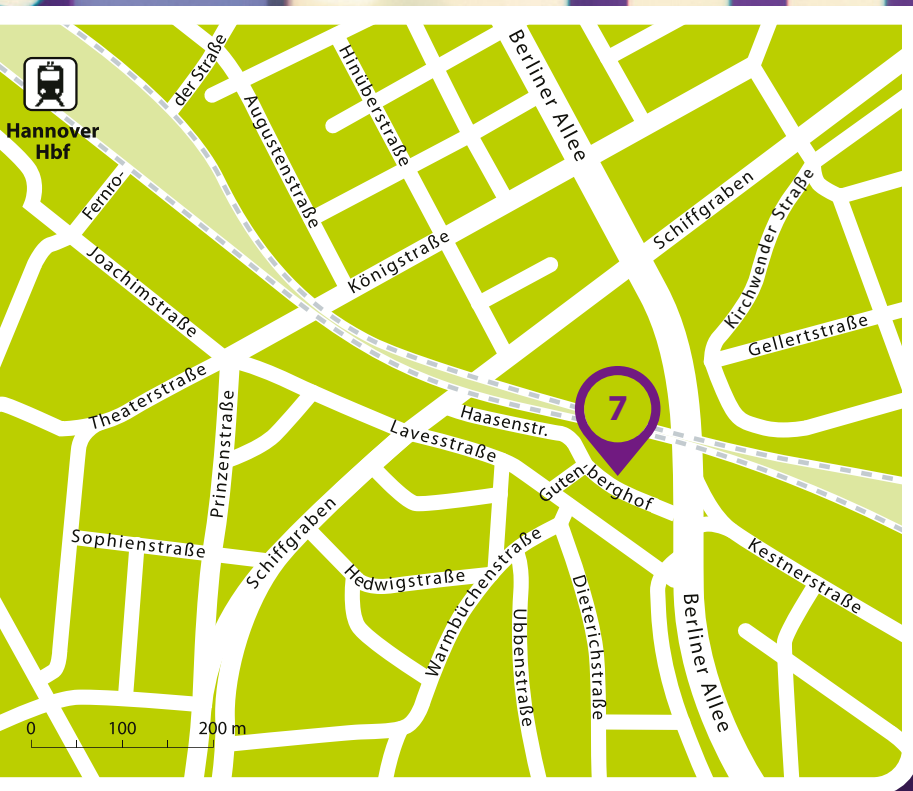 der Straße
Hinüberstraße
Berliner Allee
Hannover
Hbf
Augustenstraße
Fernro-
Schiffgraben
Kirchwender Straße
Königstraße
Joachimstraße
Gellertstraße
Theaterstraße
Prinzenstraße
7
Haasenstr.
Lavesstraße
Guten-
berghof
Sophienstraße
Schiffgraben
Hedwigstraße
Warmbüchenstraße
Kestnerstraße
Dieterichstraße
Ubbenstraße
Berliner Allee
0 100 200 m